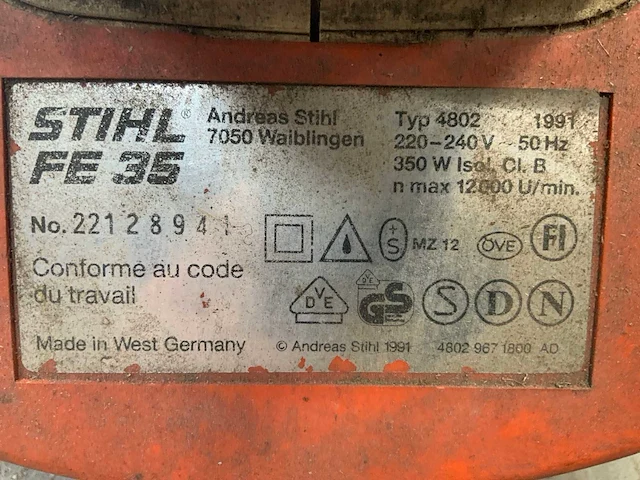 STIHL®
FE 35
Andreas Stihl
7050 Waiblingen
Typ 4802 1991
220-240 V 50 Hz
350 W Isol. Cl. B
n max 12000 U/min.
No. 22128941
S MZ 12
ÖVE
FI
Conforme au code
du travail
DVE
DVE
GS
S D N
Made in West Germany
© Andreas Stihl 1991
4802 967 1800 AD